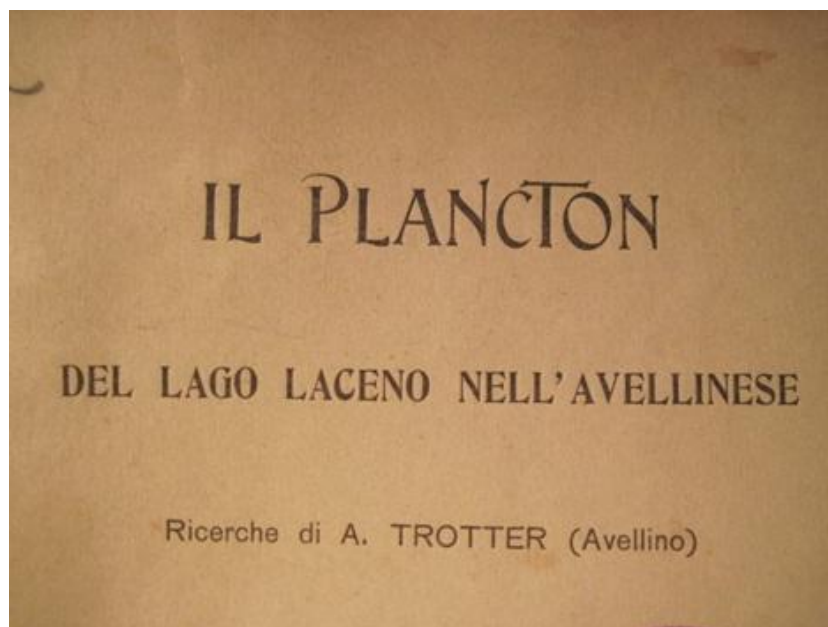 IL PLANCTON
DEL LAGO LACENO NELL'AVELLINESE
Ricerche di A. TROTTER (Avellino)